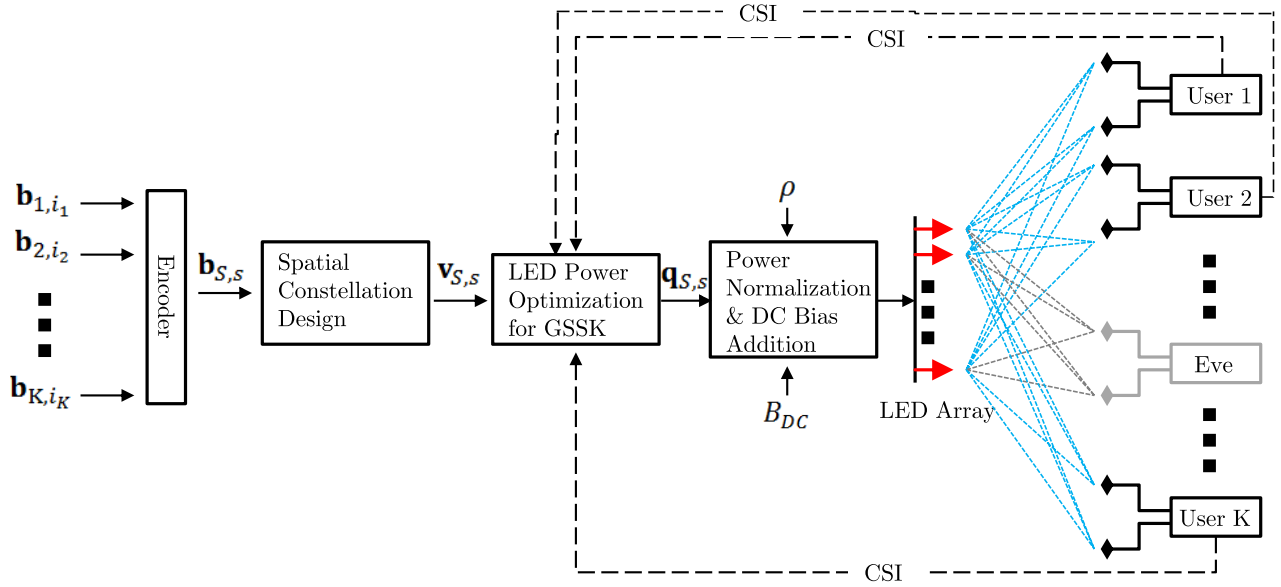 CSI
CSI
User 1
User 2
ρ
b1,i1
b2,i2
bK,iK
Encoder
bS,s
Spatial
Constellation
Design
vS,s
LED Power
Optimization
for GSSK
qS,s
Power
Normalization
& DC Bias
Addition
BDC
LED Array
Eve
User K
CSI